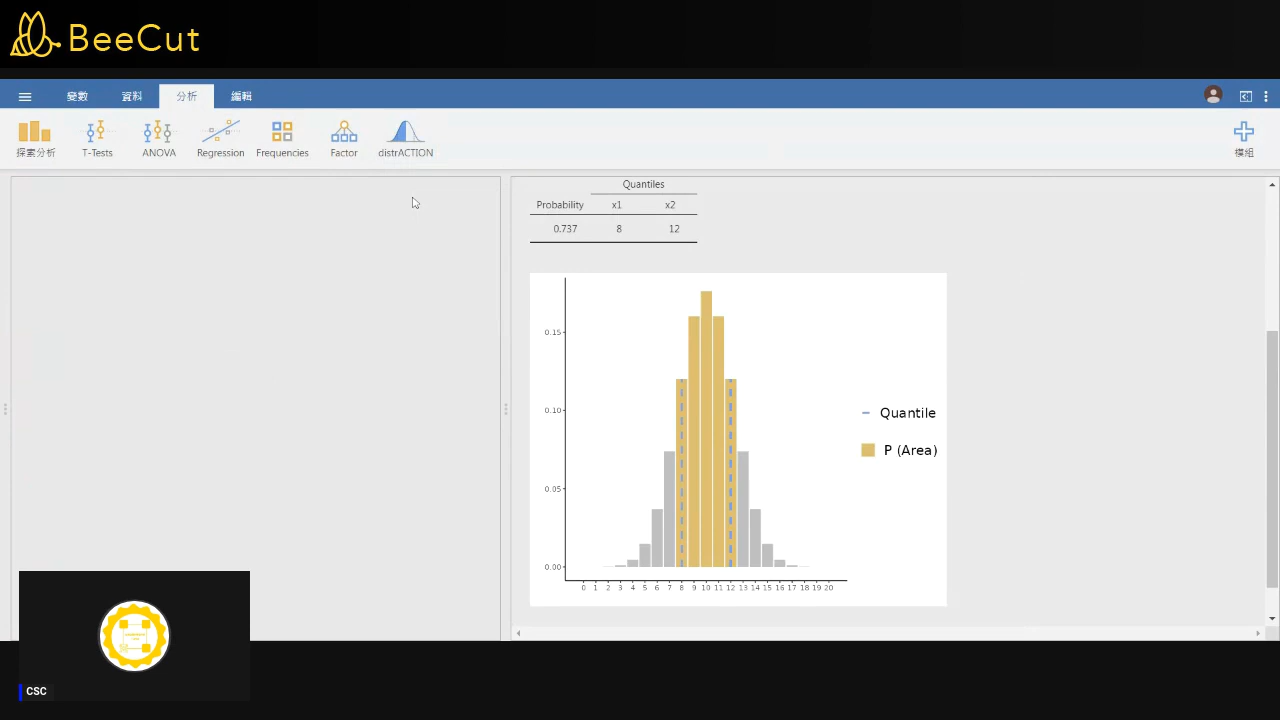 BeeCut
變數 資料 分析 編輯
探索分析 T-Tests ANOVA Regression Frequencies Factor distrACTION 模組
Quantiles
Probability x1 x2
0.737 8 12
0.15
0.10
0.05
0.00
0 1 2 3 4 5 6 7 8 9 10 11 12 13 14 15 16 17 18 19 20
Quantile
P (Area)
CSC